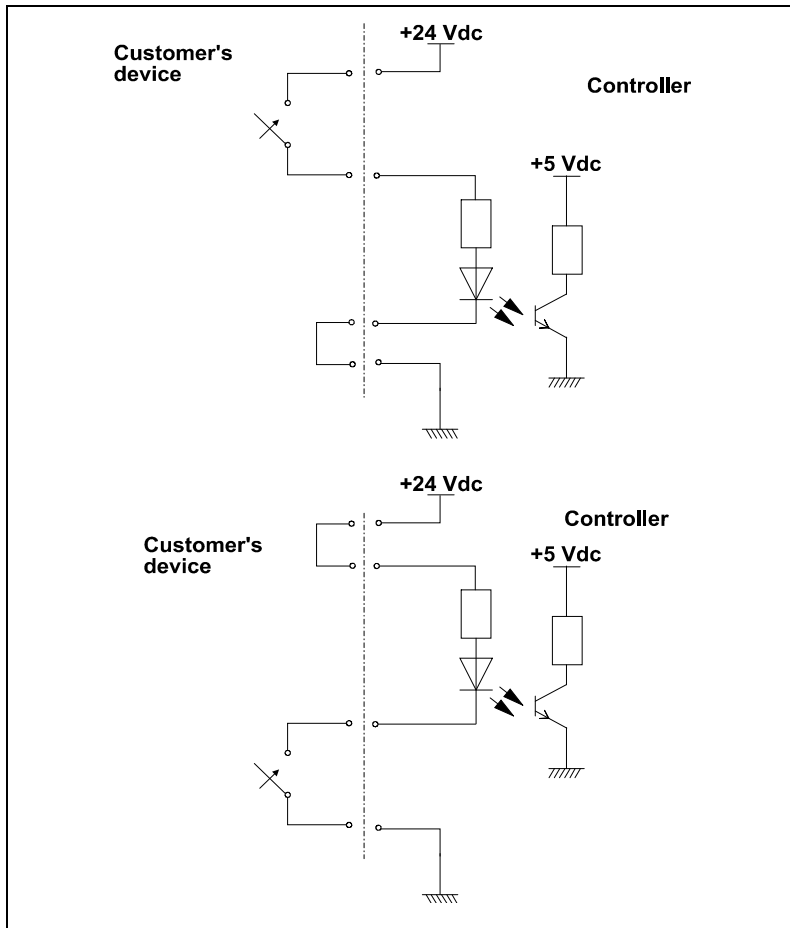 +24 Vdc
Customer's
device
Controller
+5 Vdc
+24 Vdc
Controller
Customer's
device
+5 Vdc